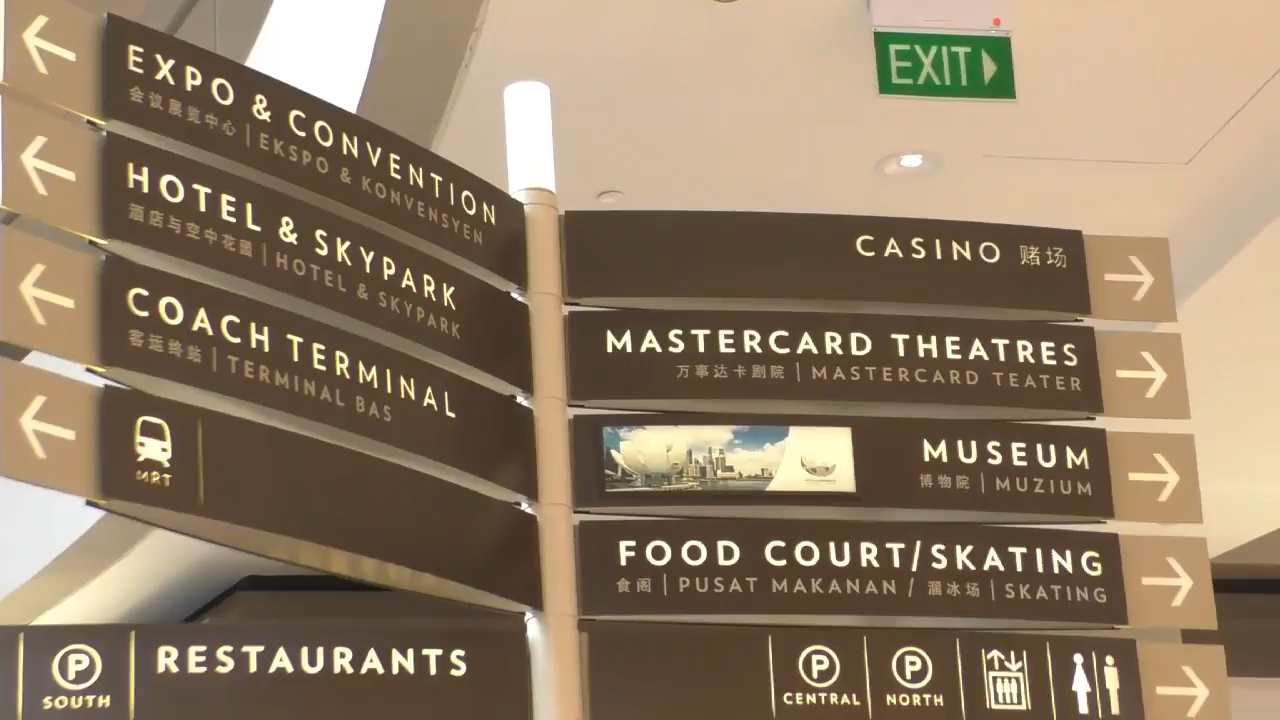 EXIT
EXPO & CONVENTION
会议展览中心 | EKSPO & KONVENSYEN
HOTEL & SKYPARK
酒店与空中花园 | HOTEL & SKYPARK
COACH TERMINAL
客运终站 | TERMINAL BAS
MRT
P SOUTH
RESTAURANTS
CASINO 赌场
MASTERCARD THEATRES
万事达卡剧院 | MASTERCARD TEATER
MUSEUM
博物院 | MUZIUM
FOOD COURT/SKATING
食阁 | PUSAT MAKANAN / 溜冰场 | SKATING
P CENTRAL
P NORTH